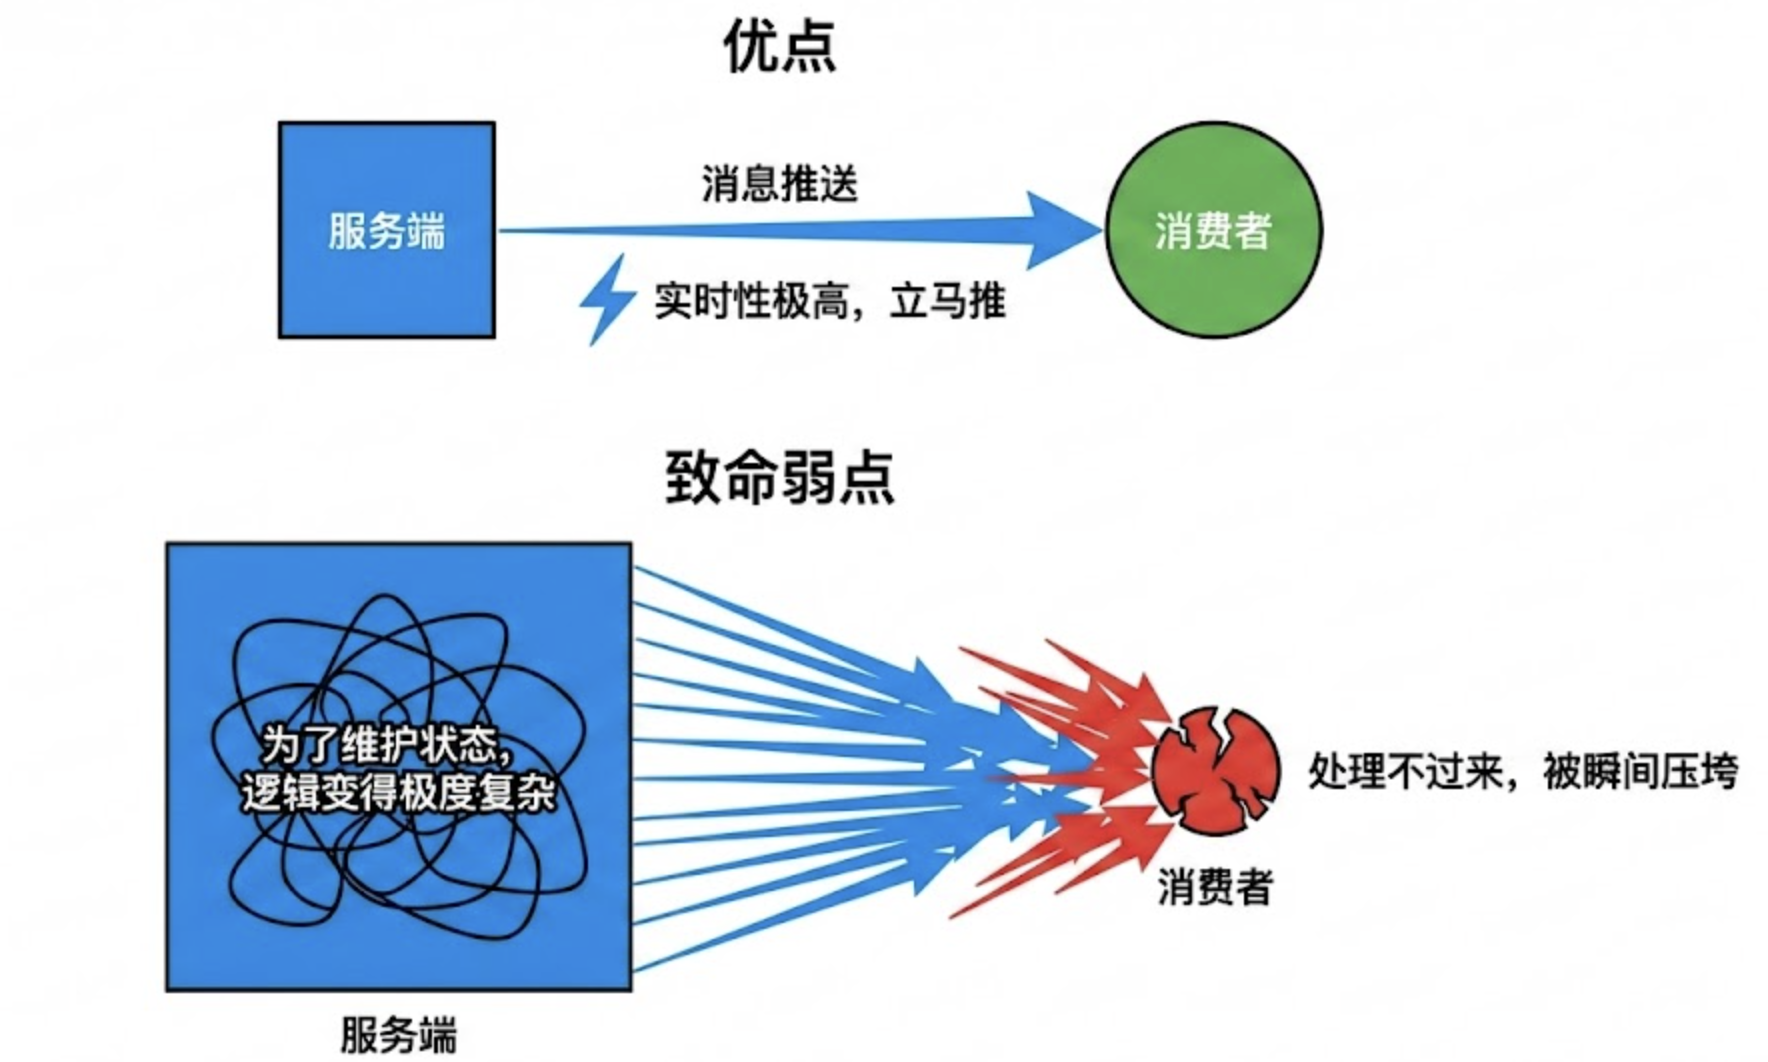 优点
服务端
消息推送
实时性极高，立马推
消费者
致命弱点
为了维护状态，
逻辑变得极度复杂
服务端
处理不过来，被瞬间压垮
消费者